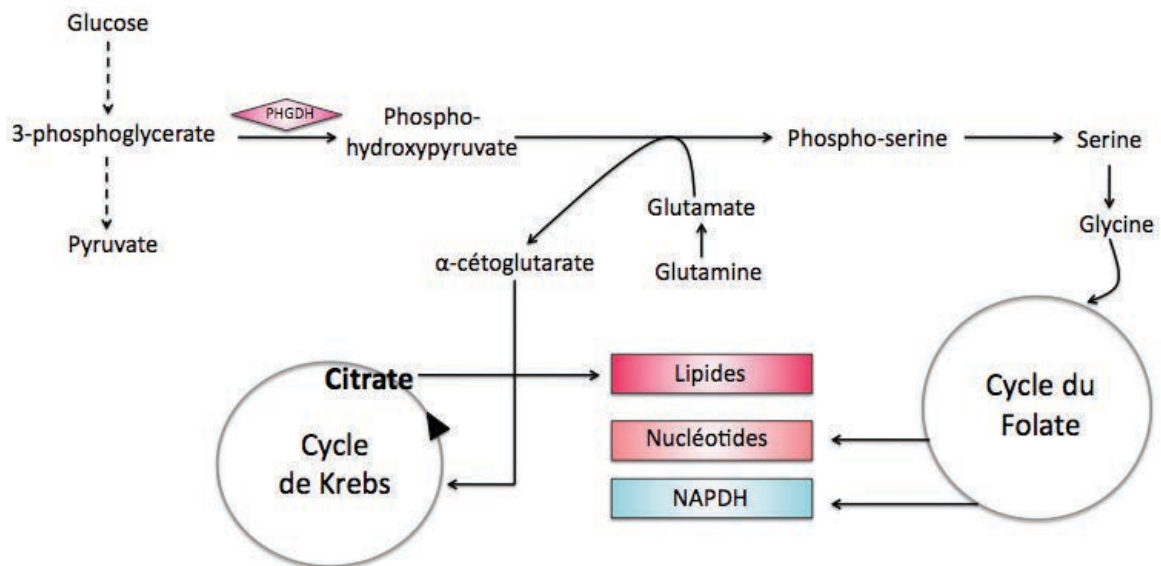 Glucose
PHGDH
3-phosphoglycerate
Phospho-
hydroxypyruvate
Phospho-serine
Serine
Glutamate
Glycine
Pyruvate
α-cétoglutarate
Glutamine
Citrate
Lipides
Cycle du
Folate
Cycle
de Krebs
Nucléotides
NAPDH